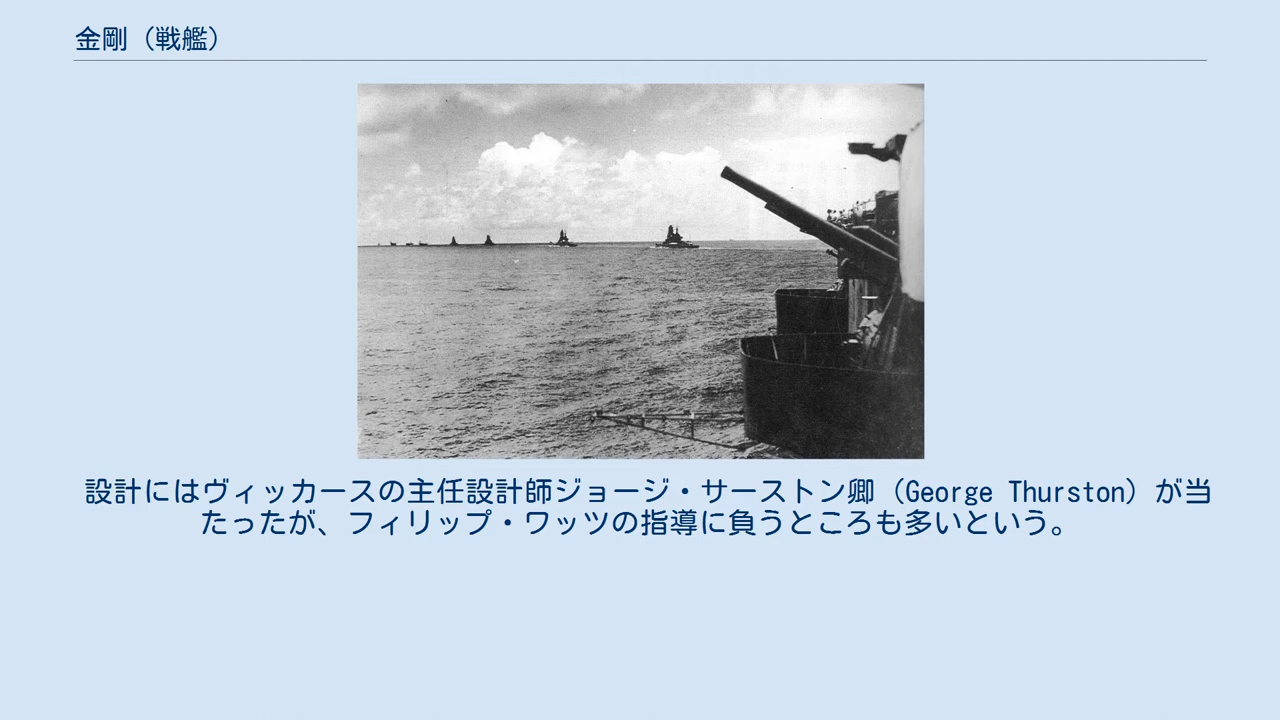 金剛（戦艦）
設計にはヴィッカースの主任設計師ジョージ・サーストン卿（George Thurston）が当
たったが、フィリップ・ワッツの指導に負うところも多いという。